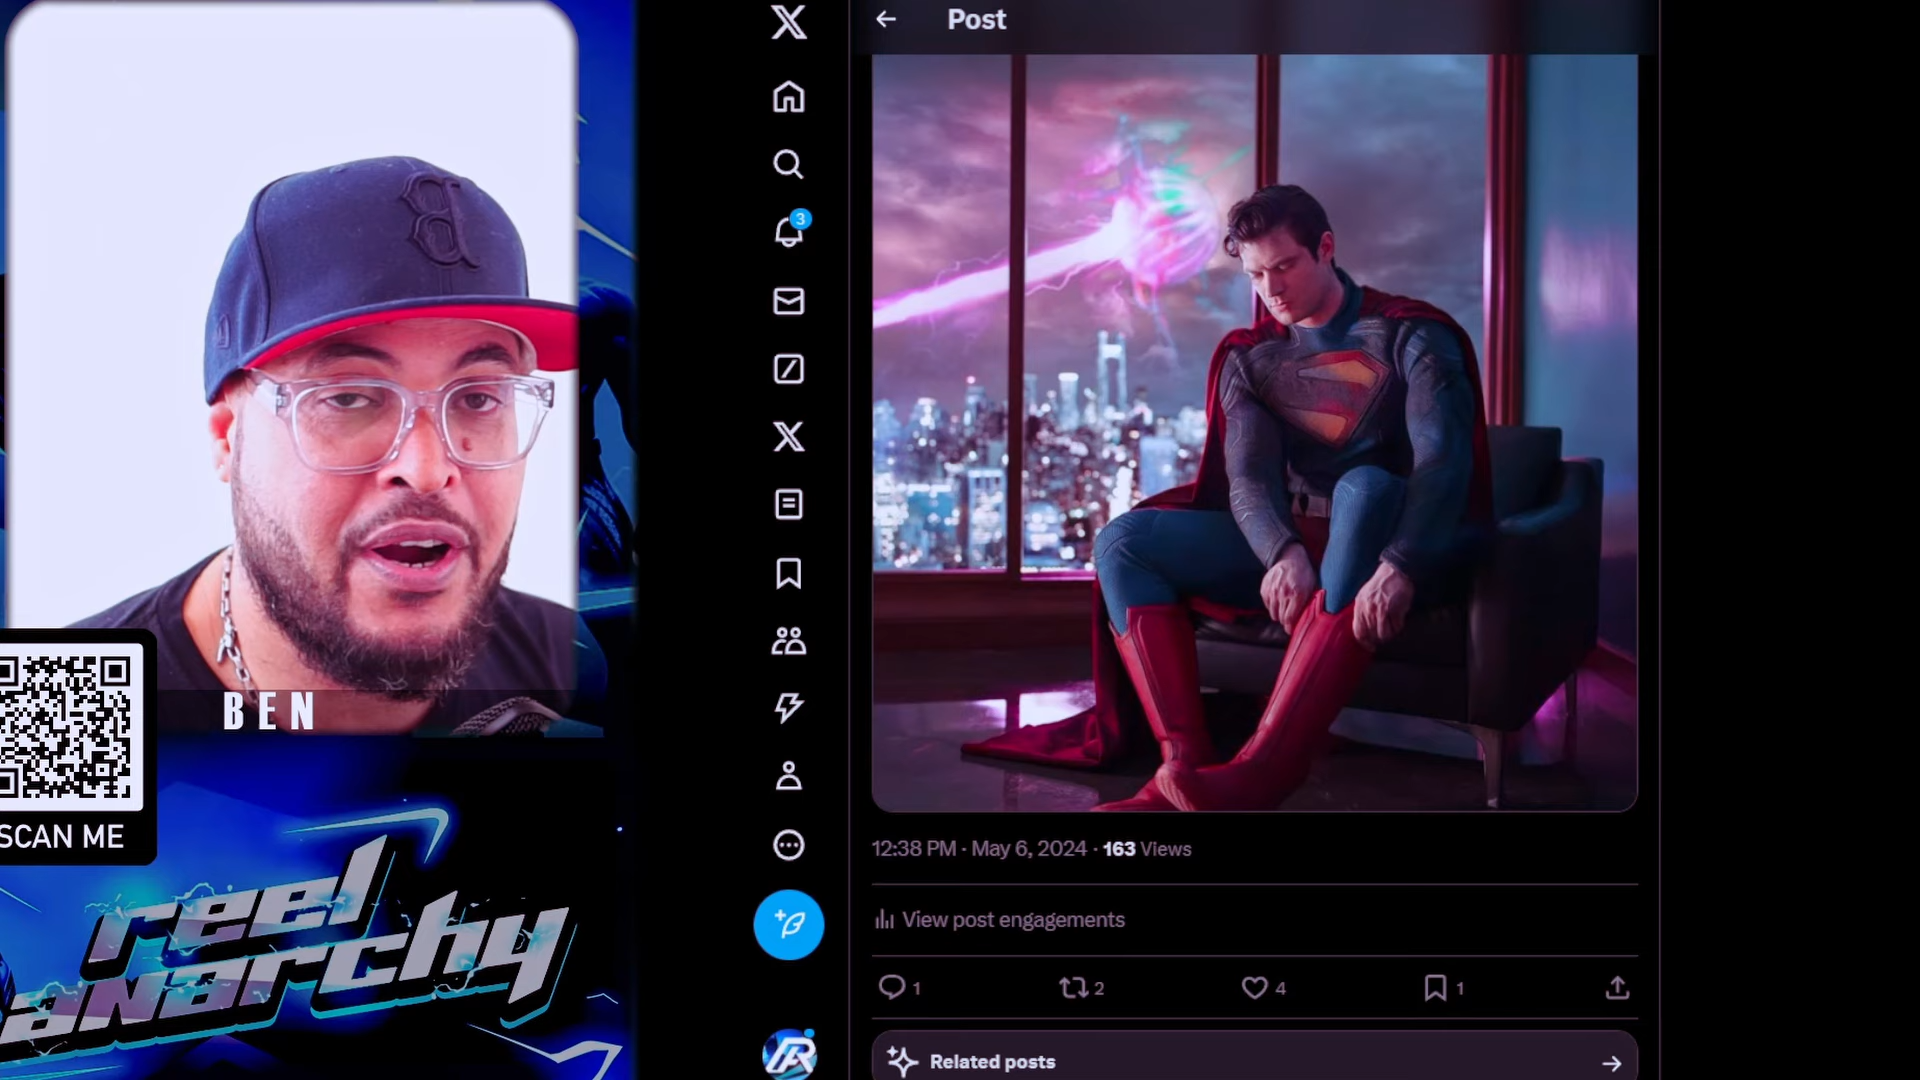 B
BEN
SCAN ME
reel
anarchy
3
Post
12:38 PM · May 6, 2024 · 163 Views
View post engagements
1
2
4
1
Related posts